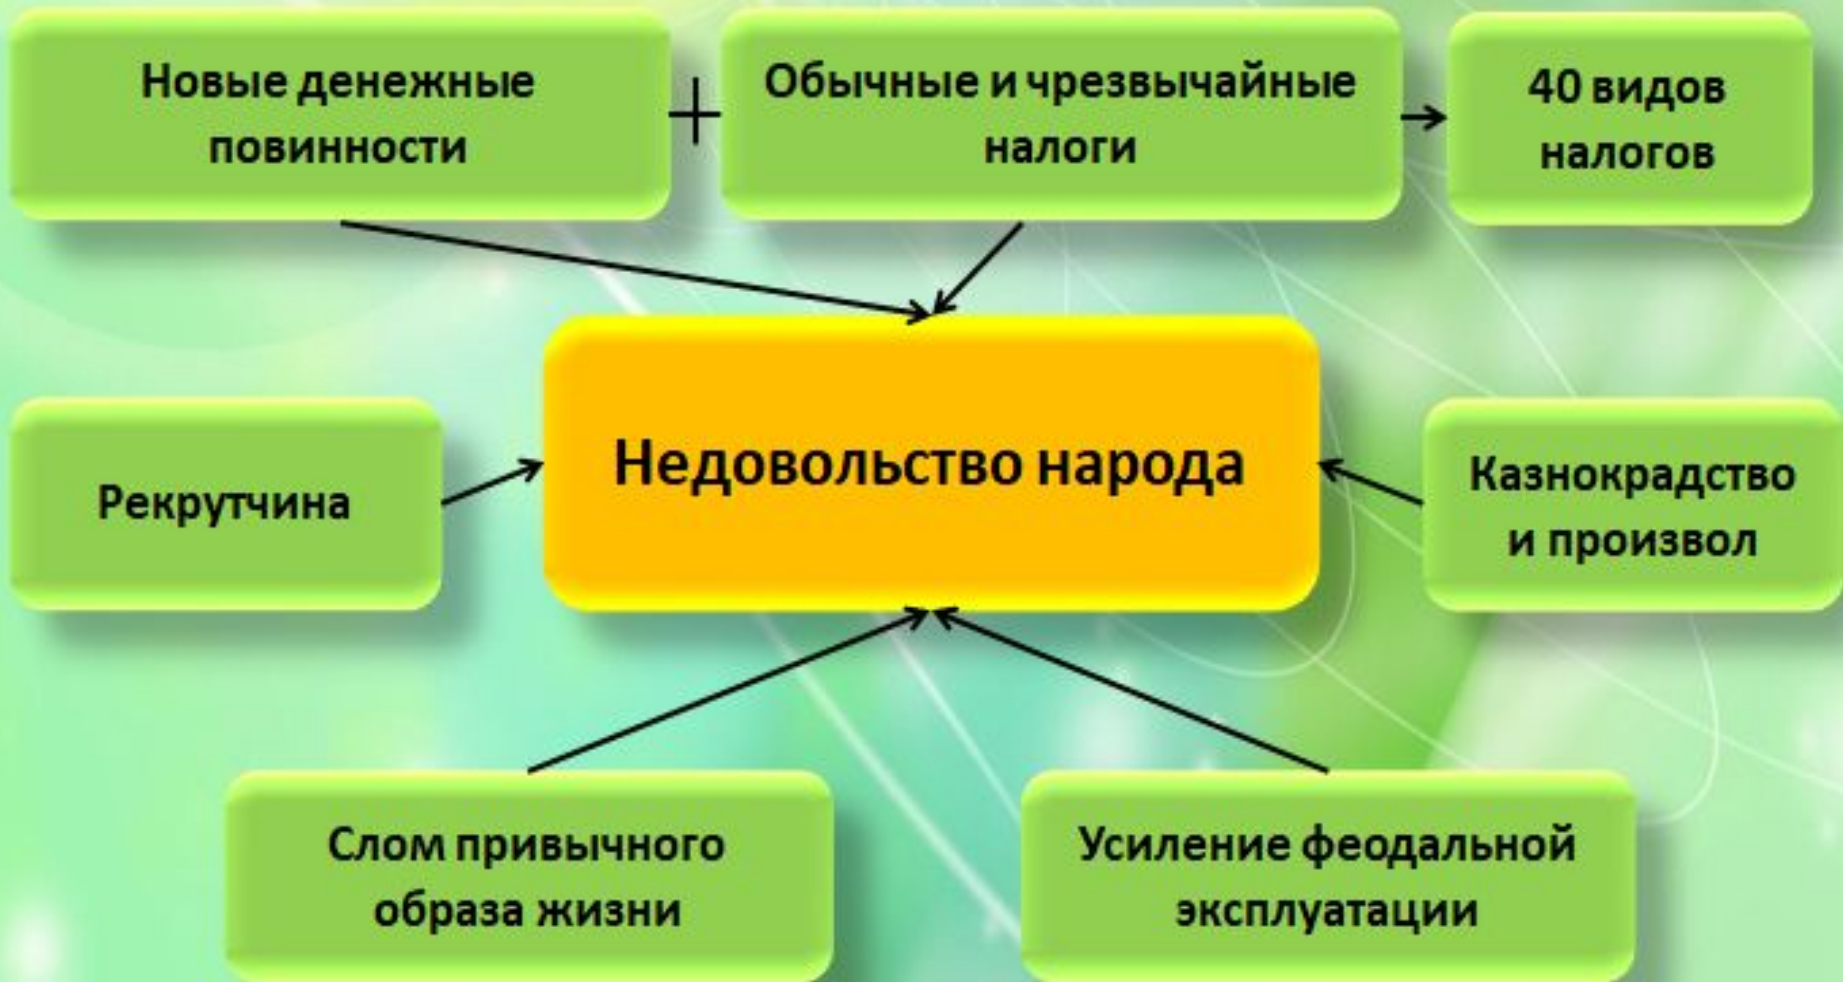 Новые денежные
повинности
+
Обычные и чрезвычайные
налоги
40 видов
налогов
Недовольство народа
Рекрутчина
Казнокрадство
и произвол
Слом привычного
образа жизни
Усиление феодальной
эксплуатации